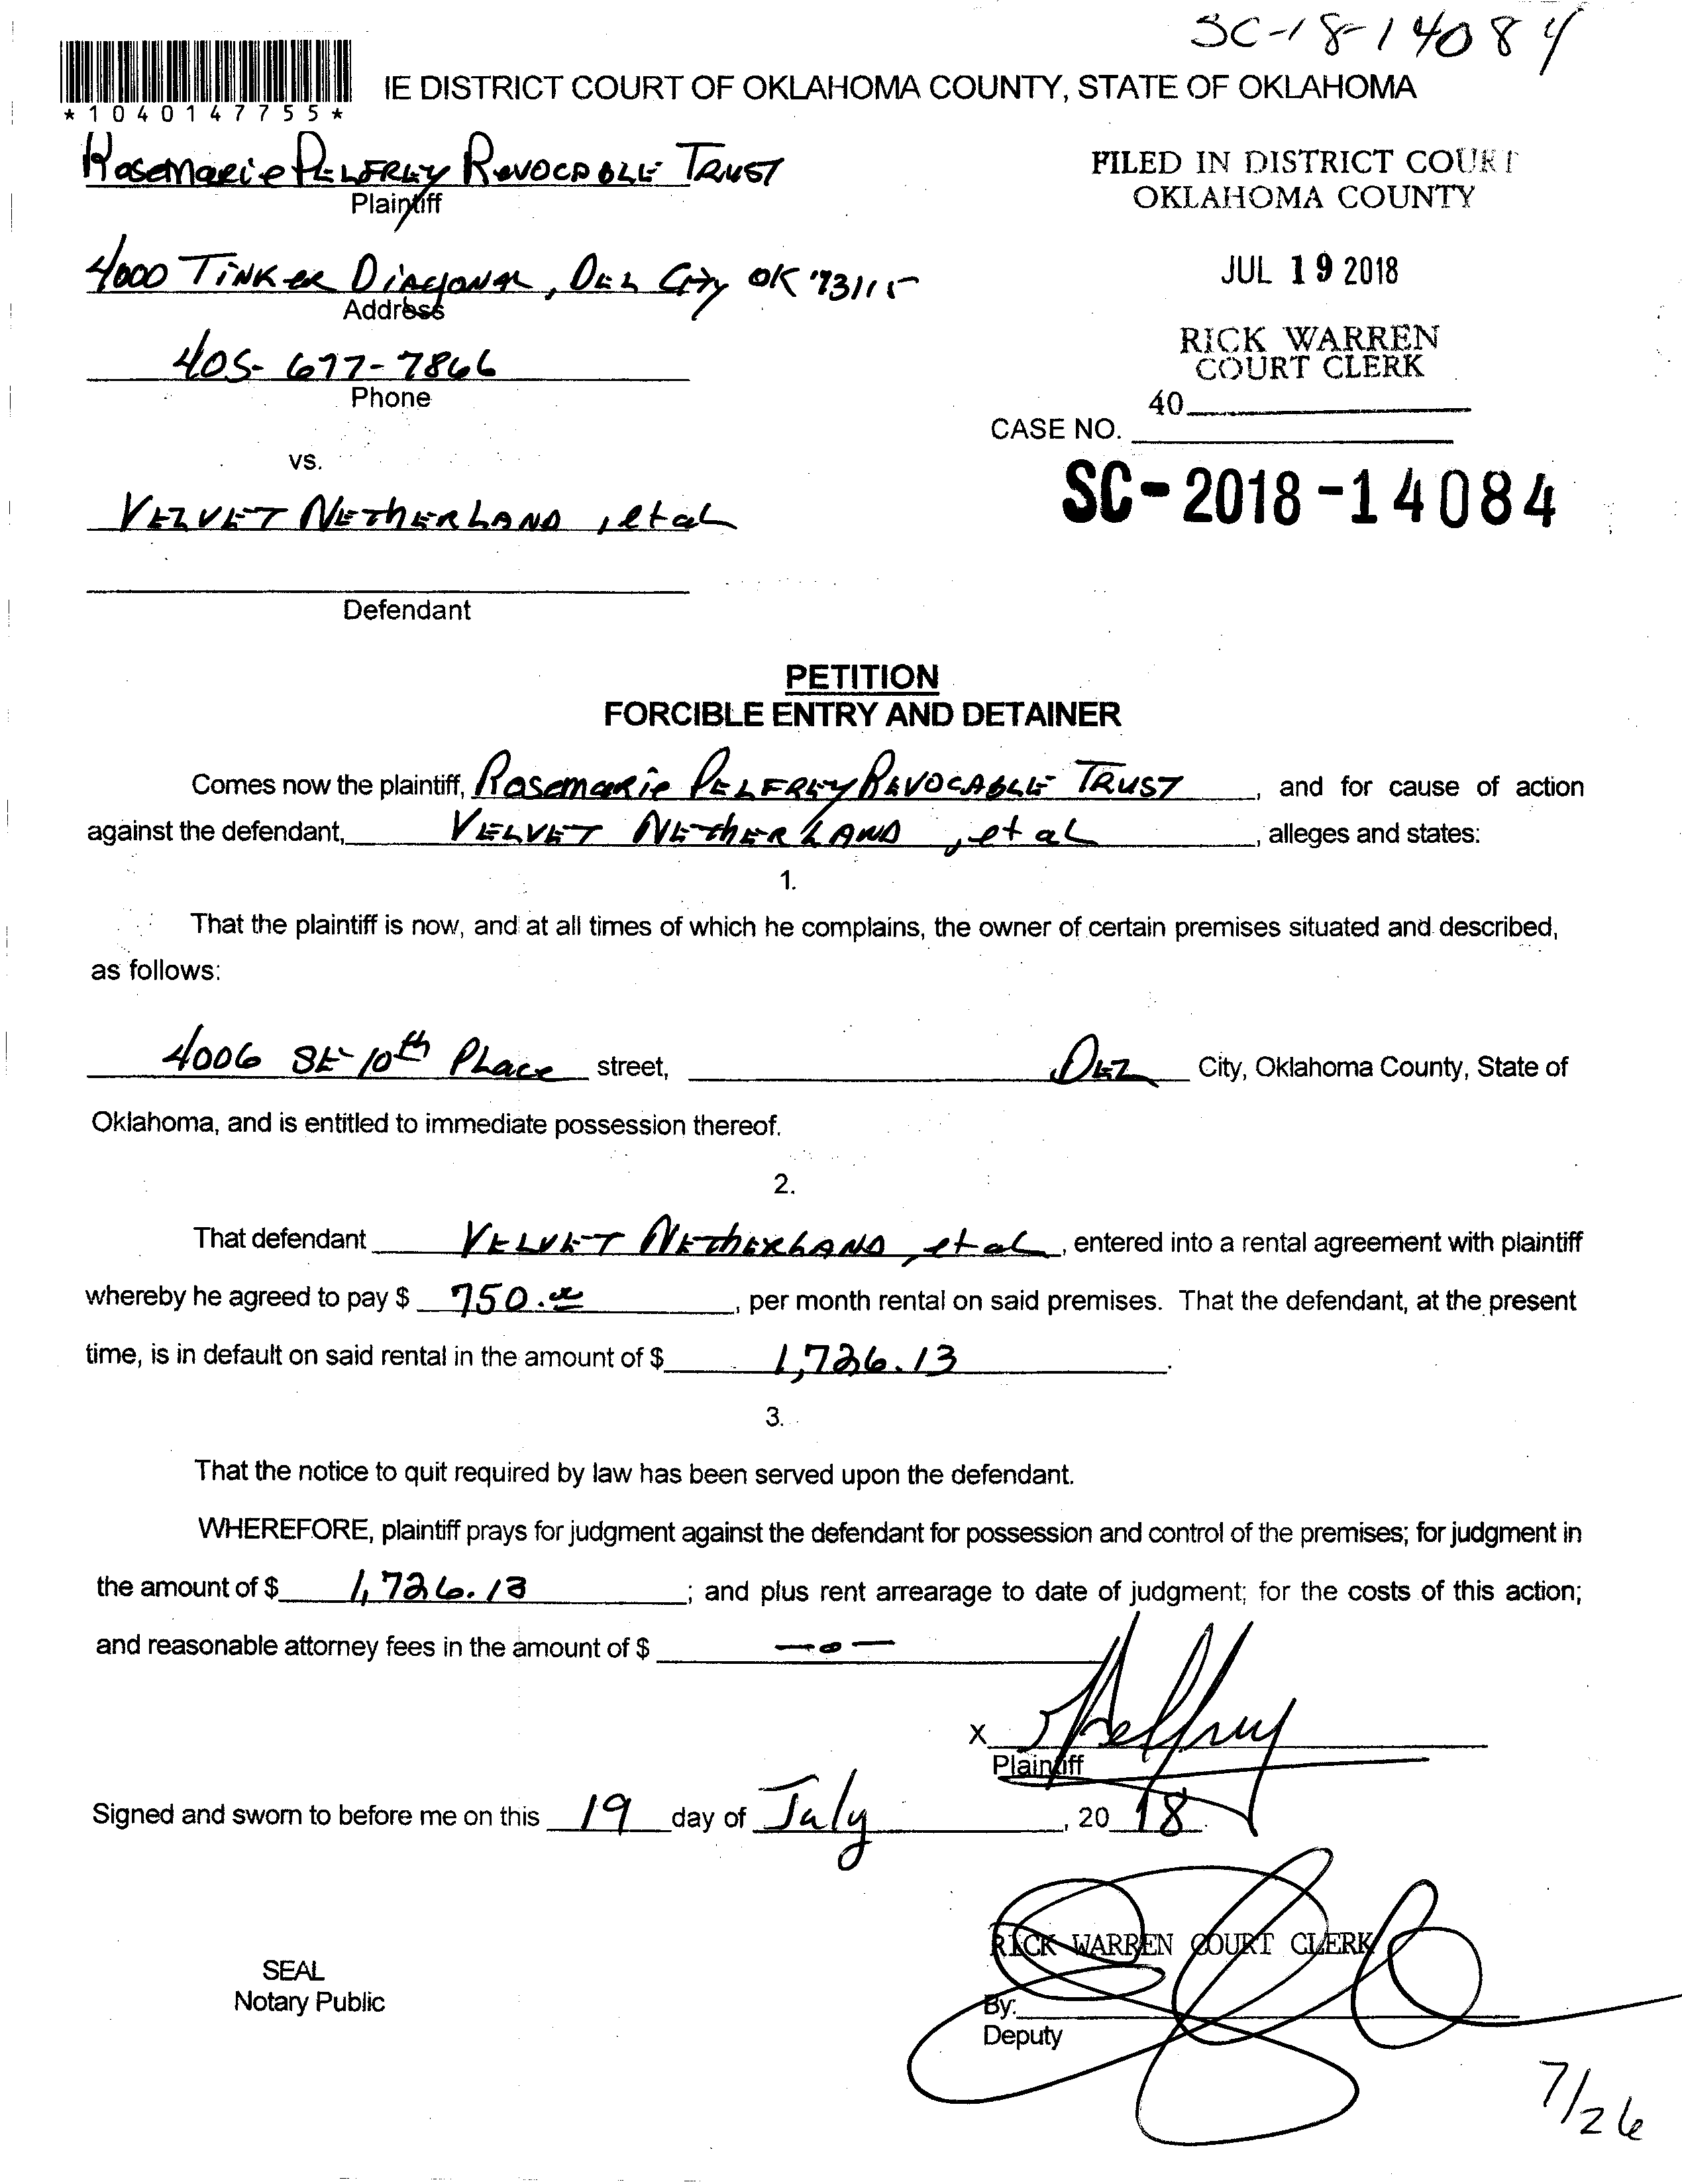 SC-18-14084
*1040147755*
IE DISTRICT COURT OF OKLAHOMA COUNTY, STATE OF OKLAHOMA
Rosemarie Pelfrey Revocable Trust
Plaintiff
FILED IN DISTRICT COURT
OKLAHOMA COUNTY
4000 Tinker Diagonal, Del City OK 73115
Address
JUL 19 2018
405-677-7866
Phone
RICK WARREN
COURT CLERK
40
CASE NO.
vs.
SC-2018-14084
Velvet Netherland, et al
Defendant
PETITION
FORCIBLE ENTRY AND DETAINER
Comes now the plaintiff, Rosemarie Pelfrey Revocable Trust, and for cause of action
against the defendant, Velvet Netherland, et al, alleges and states:
1.
That the plaintiff is now, and at all times of which he complains, the owner of certain premises situated and described,
as follows:
4006 SE 10th Place street, Del City, Oklahoma County, State of
Oklahoma, and is entitled to immediate possession thereof.
2.
That defendant Velvet Netherland, et al, entered into a rental agreement with plaintiff
whereby he agreed to pay $ 750.00, per month rental on said premises. That the defendant, at the present
time, is in default on said rental in the amount of $ 1,726.13.
3.
That the notice to quit required by law has been served upon the defendant.
WHEREFORE, plaintiff prays for judgment against the defendant for possession and control of the premises; for judgment in
the amount of $ 1,726.13; and plus rent arrearage to date of judgment; for the costs of this action;
and reasonable attorney fees in the amount of $ -0-
X Pelfrey
Plaintiff
Signed and sworn to before me on this 19 day of July, 2018.
RICK WARREN COURT CLERK
SEAL
Notary Public
By:
Deputy
7/26